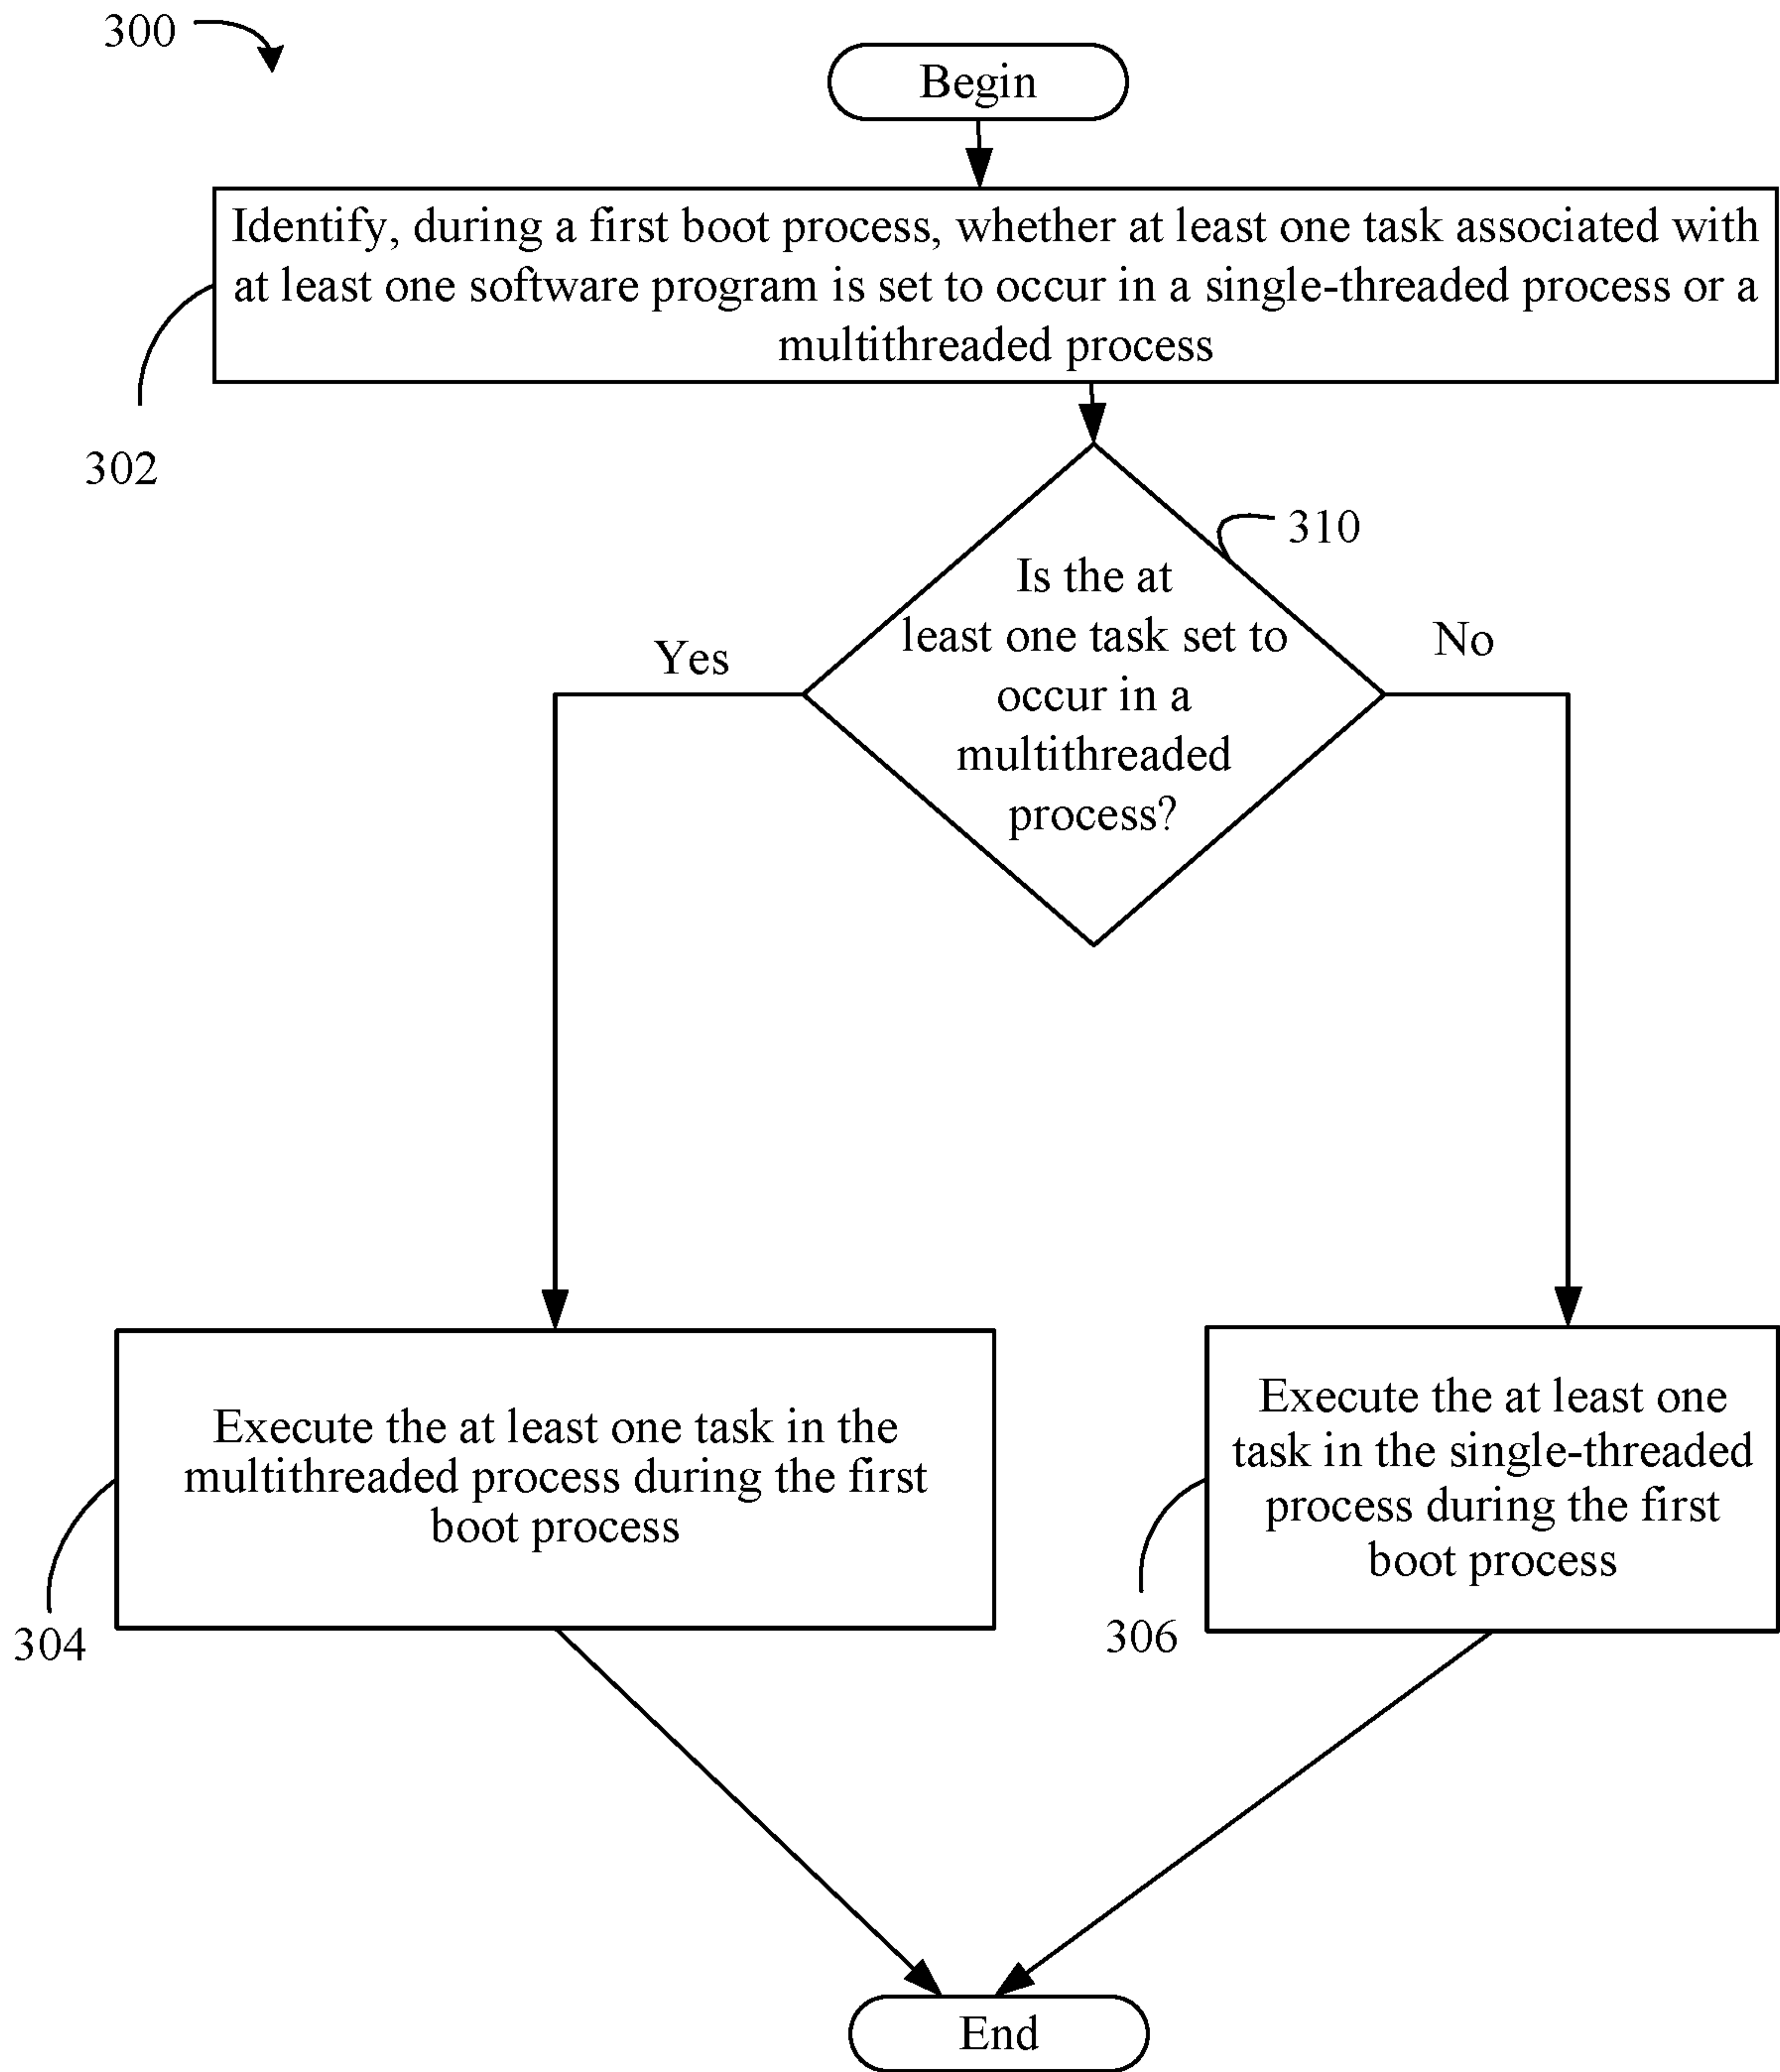 300
Begin
Identify, during a first boot process, whether at least one task associated with
at least one software program is set to occur in a single-threaded process or a
multithreaded process
302
310
Is the at
least one task set to
occur in a
multithreaded
process?
Yes
No
Execute the at least one task in the
multithreaded process during the first
boot process
304
Execute the at least one
task in the single-threaded
process during the first
boot process
306
End